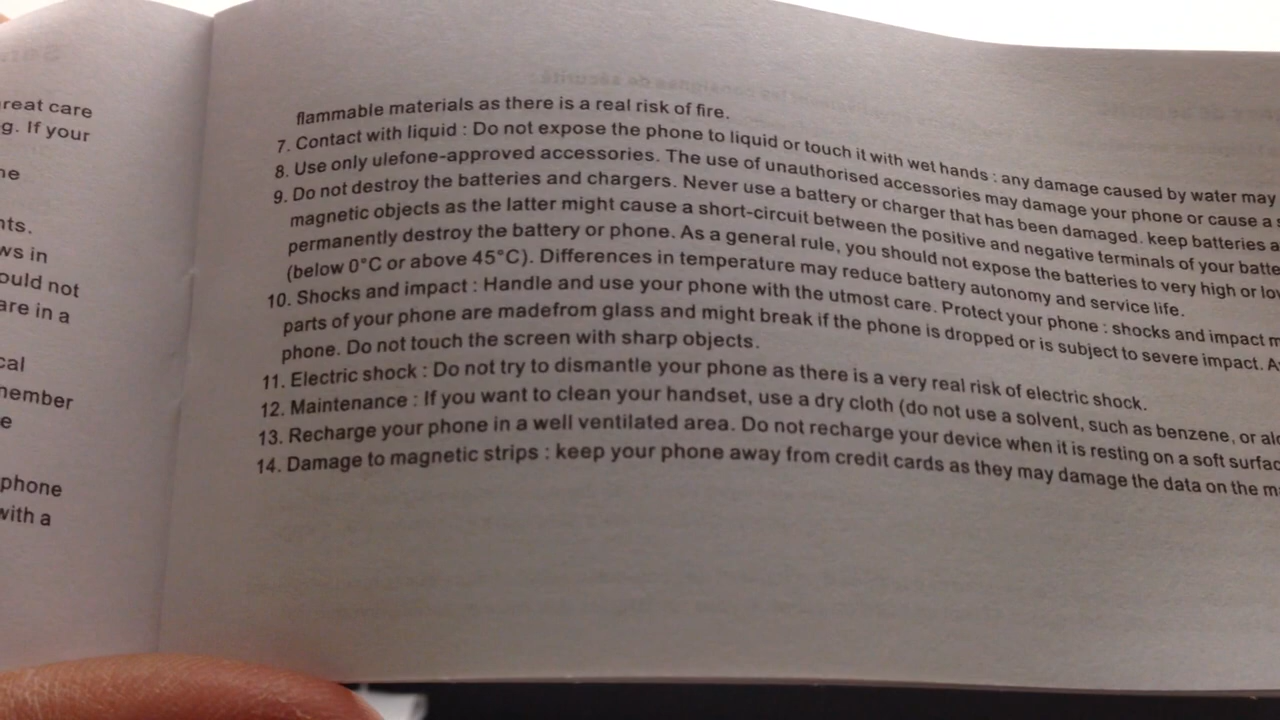 reat care
g. If your
ne
nts.
ws in
ould not
are in a
cal
nember
e
phone
with a
flammable materials as there is a real risk of fire.
7. Contact with liquid : Do not expose the phone to liquid or touch it with wet hands : any damage caused by water may
8. Use only ulefone-approved accessories. The use of unauthorised accessories may damage your phone or cause a
9. Do not destroy the batteries and chargers. Never use a battery or charger that has been damaged. keep batteries a
magnetic objects as the latter might cause a short-circuit between the positive and negative terminals of your batte
permanently destroy the battery or phone. As a general rule, you should not expose the batteries to very high or lov
(below 0°C or above 45°C). Differences in temperature may reduce battery autonomy and service life.
10. Shocks and impact : Handle and use your phone with the utmost care. Protect your phone : shocks and impact m
parts of your phone are madefrom glass and might break if the phone is dropped or is subject to severe impact. A
phone. Do not touch the screen with sharp objects.
11. Electric shock : Do not try to dismantle your phone as there is a very real risk of electric shock.
12. Maintenance : If you want to clean your handset, use a dry cloth (do not use a solvent, such as benzene, or alc
13. Recharge your phone in a well ventilated area. Do not recharge your device when it is resting on a soft surfac
14. Damage to magnetic strips : keep your phone away from credit cards as they may damage the data on the ma